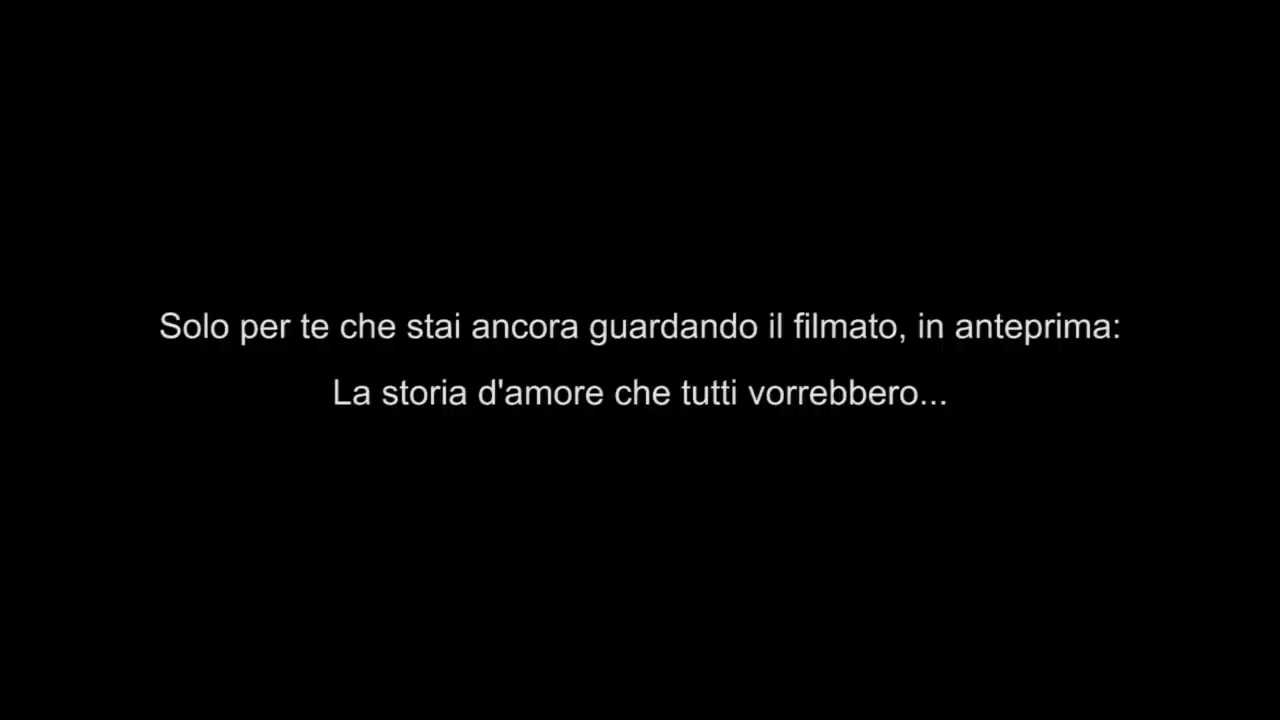 Solo per te che stai ancora guardando il filmato, in anteprima:
La storia d'amore che tutti vorrebbero...